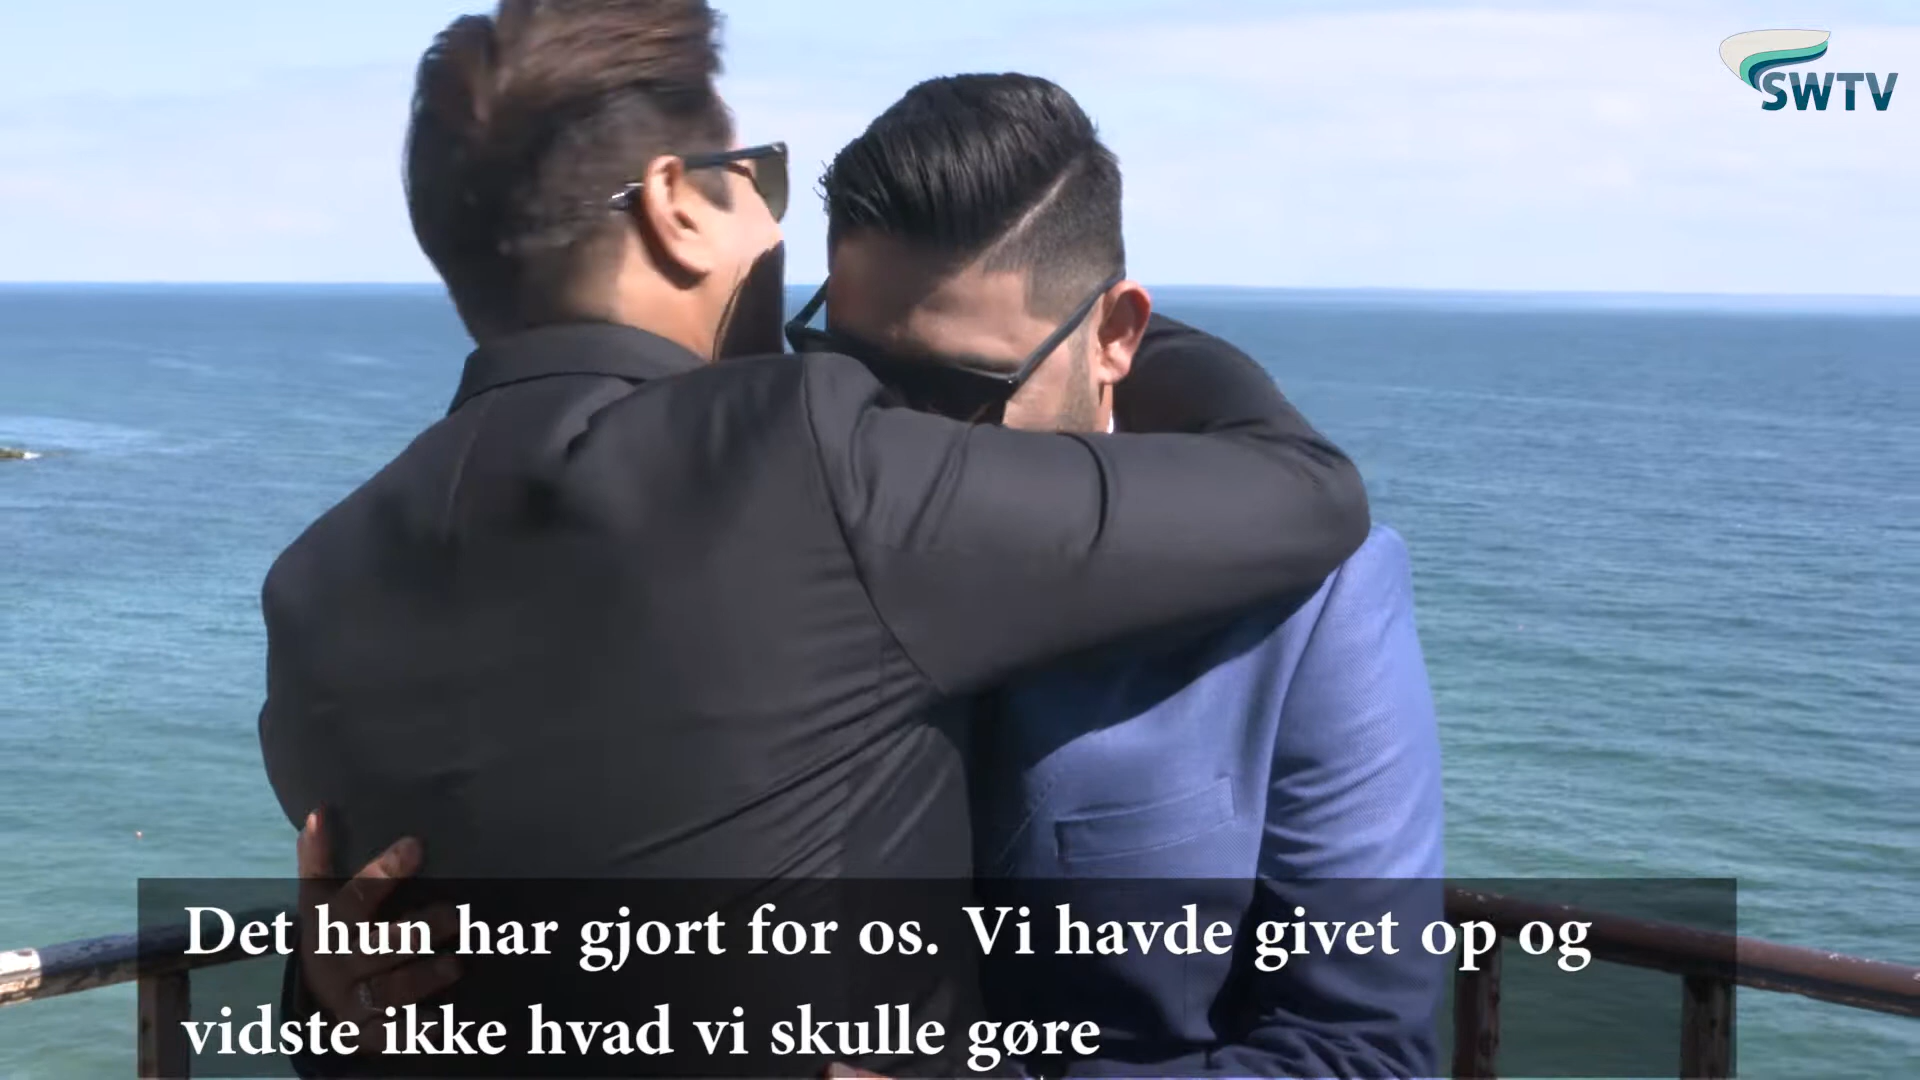 SWTV
Det hun har gjort for os. Vi havde givet op og
vidste ikke hvad vi skulle gøre